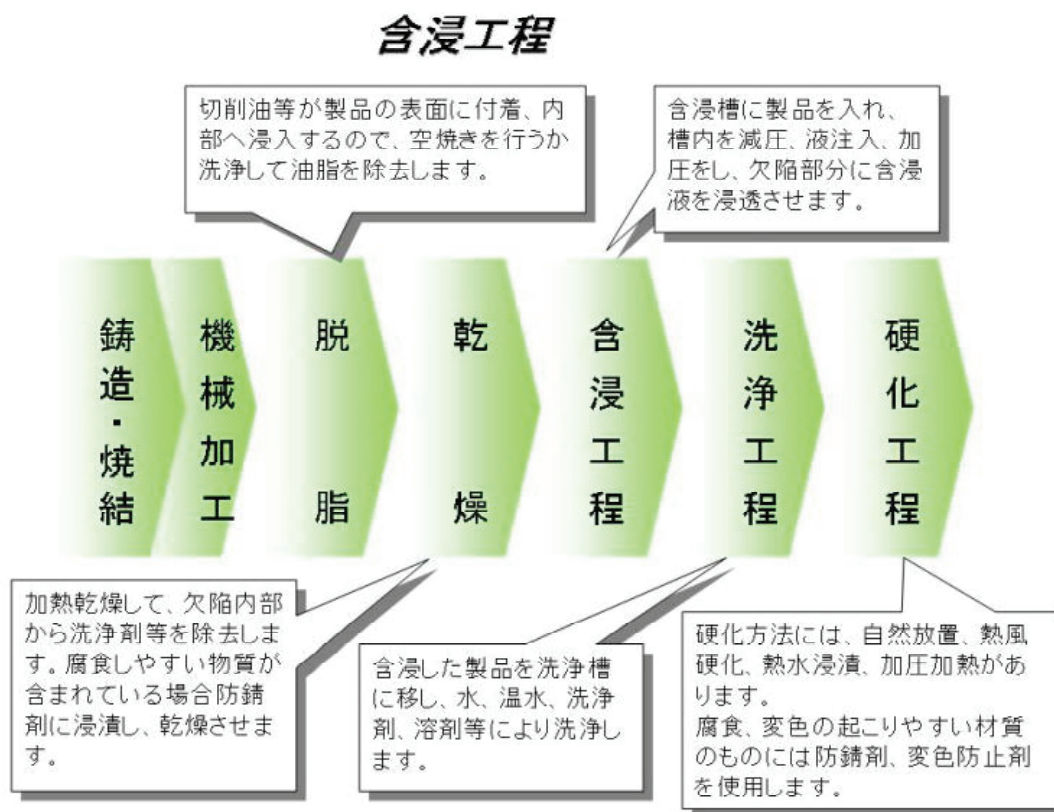 含浸工程
切削油等が製品の表面に付着、内
部へ浸入するので、空焼きを行うか
洗浄して油脂を除去します。
含浸槽に製品を入れ、
槽内を減圧、液注入、加
圧をし、欠陥部分に含浸
液を浸透させます。
鋳造・焼結
機械加工
脱脂
乾燥
含浸工程
洗浄工程
硬化工程
加熱乾燥して、欠陥内部
から洗浄剤等を除去しま
す。腐食しやすい物質が
含まれている場合防錆
剤に浸漬し、乾燥させま
す。
含浸した製品を洗浄槽
に移し、水、温水、洗浄
剤、溶剤等により洗浄し
ます。
硬化方法には、自然放置、熱風
硬化、熱水浸漬、加圧加熱があ
ります。
腐食、変色の起こりやすい材質
のものには防錆剤、変色防止剤
を使用します。